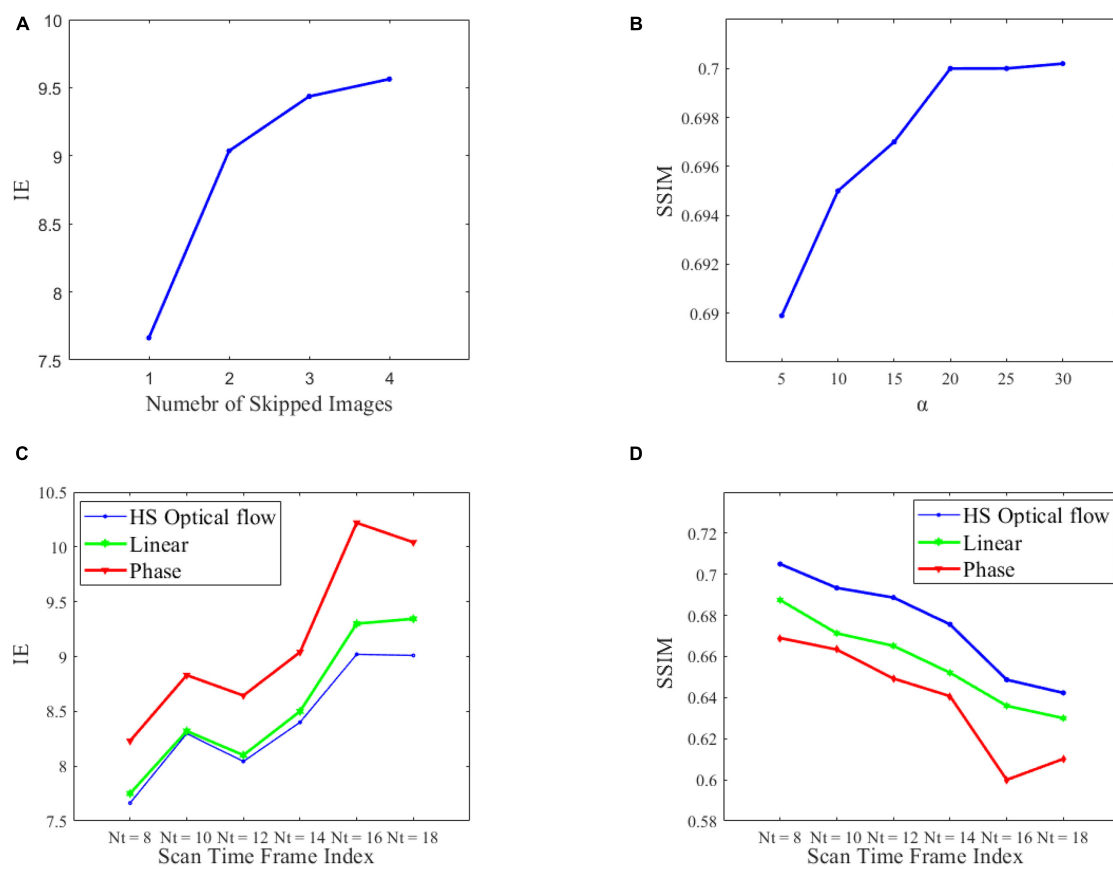 A
10
9.5
9
8.5
8
7.5
IE
1 2 3 4
Numebr of Skipped Images
B
0.7
0.698
0.696
0.694
0.692
0.69
SSIM
5 10 15 20 25 30
α
C
10.5
10
9.5
9
8.5
8
7.5
IE
HS Optical flow
Linear
Phase
Nt = 8 Nt = 10 Nt = 12 Nt = 14 Nt = 16 Nt = 18
Scan Time Frame Index
D
0.72
0.7
0.68
0.66
0.64
0.62
0.6
0.58
SSIM
HS Optical flow
Linear
Phase
Nt = 8 Nt = 10 Nt = 12 Nt = 14 Nt = 16 Nt = 18
Scan Time Frame Index